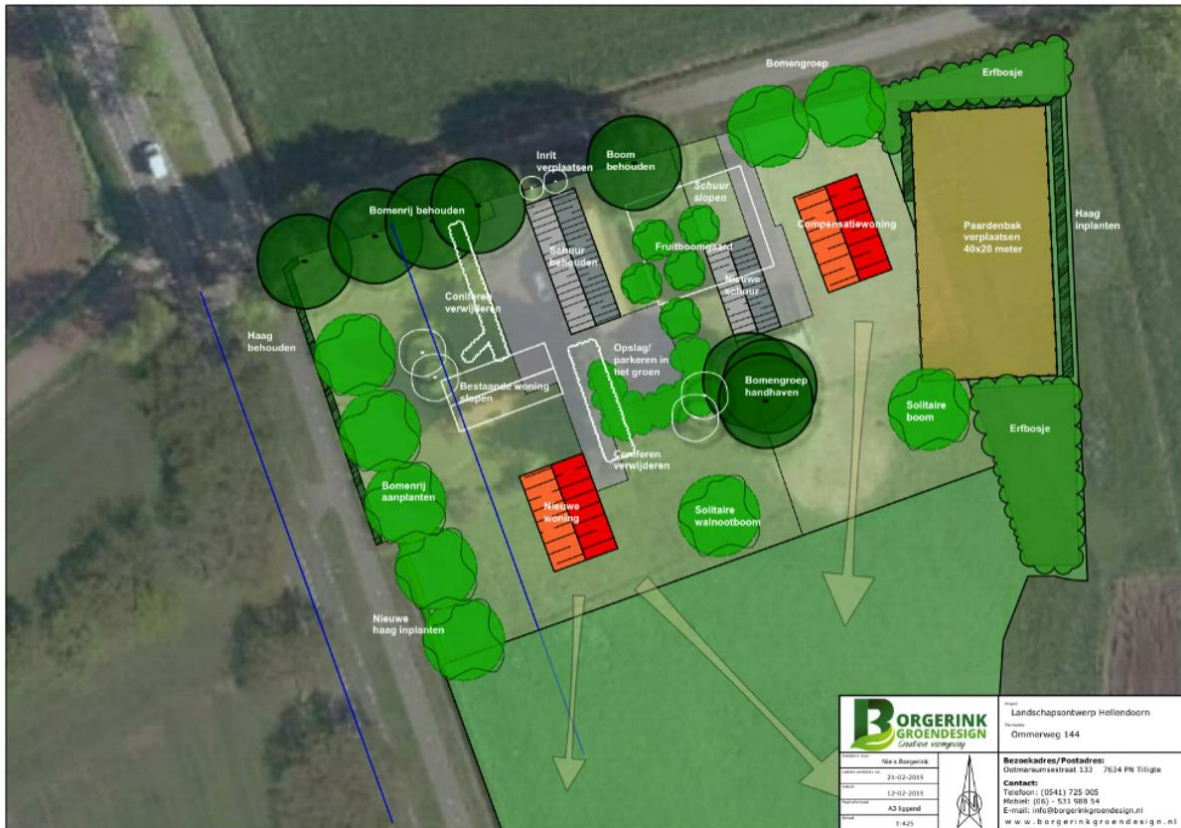 Bomengroep
Erfbosje
Inrit
verplaatsen
Boom
behouden
Schuur
slopen
Bomenrij behouden
Compensatiewoning
Haag
inplanten
Paardenbak
verplaatsen
40x20 meter
Schuur
behouden
Fruitboomgaard
Nieuwe
schuur
Coniferen
verwijderen
Haag
behouden
Opslag/
parkeren in
het groen
Bestaande woning
slopen
Bomengroep
handhaven
Solitaire
boom
Erfbosje
Coniferen
verwijderen
Bomenrij
aanplanten
Nieuwe
woning
Solitaire
walnootboom
Nieuwe
haag inplanten
BORGERINK
GROENDESIGN
Creatieve vormgeving
Landschapsontwerp Hellendoorn
Ommerweg 144
Borgerink
21-02-2019
12-02-2019
A3 liggend
1:425
N
Bezoekadres/Postadres:
Ootmarsumsestraat 133 7634 PN Tilligte
Contact:
Telefoon: (0541) 725 005
Mobiel: (06) - 531 988 54
E-mail: info@borgerinkgroendesign.nl
www.borgerinkgroendesign.nl